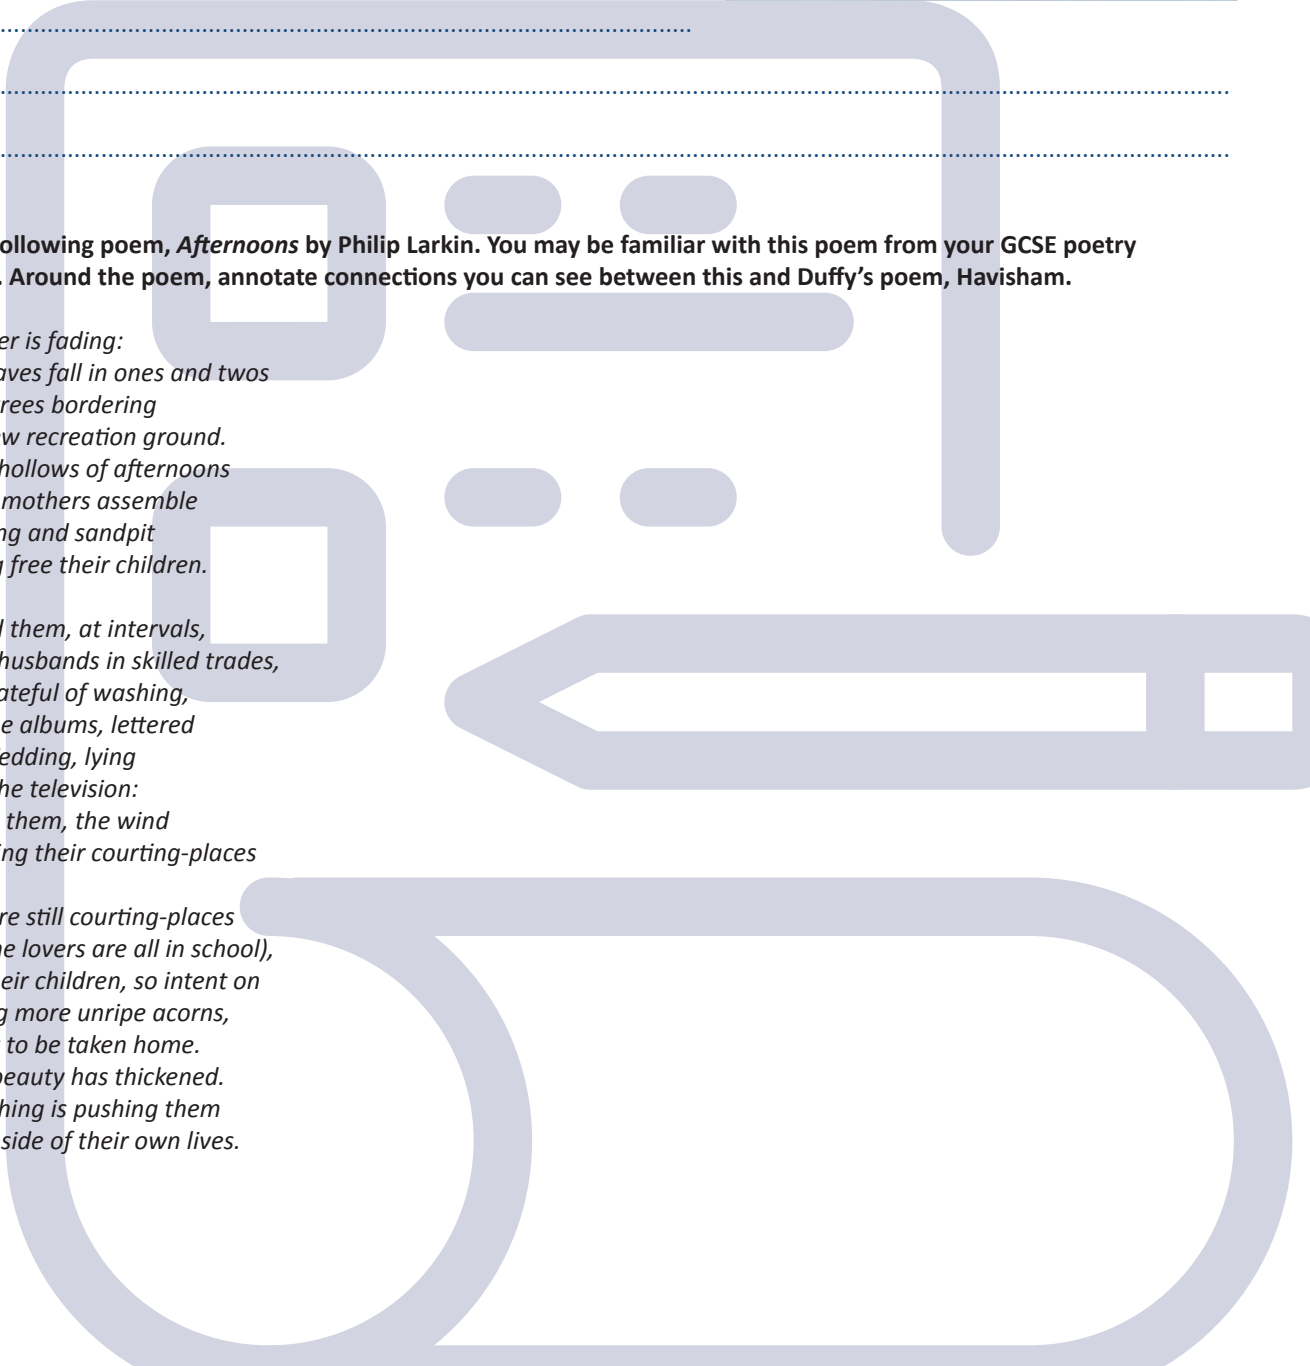 ollowing poem, Afternoons by Philip Larkin. You may be familiar with this poem from your GCSE poetry
. Around the poem, annotate connections you can see between this and Duffy's poem, Havisham.
er is fading:
aves fall in ones and twos
rees bordering
ew recreation ground.
hollows of afternoons
mothers assemble
ng and sandpit
g free their children.
d them, at intervals,
husbands in skilled trades,
ateful of washing,
e albums, lettered
edding, lying
he television:
them, the wind
ing their courting-places
re still courting-places
he lovers are all in school),
eir children, so intent on
g more unripe acorns,
to be taken home.
beauty has thickened.
hing is pushing them
side of their own lives.